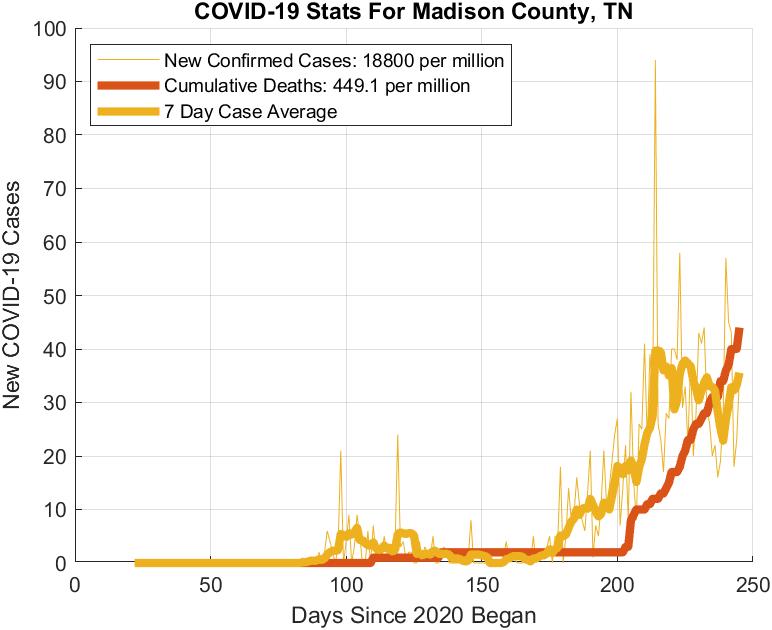 COVID-19 Stats For Madison County, TN
New Confirmed Cases: 18800 per million
Cumulative Deaths: 449.1 per million
7 Day Case Average
New COVID-19 Cases
100
90
80
70
60
50
40
30
20
10
0
0 50 100 150 200 250
Days Since 2020 Began